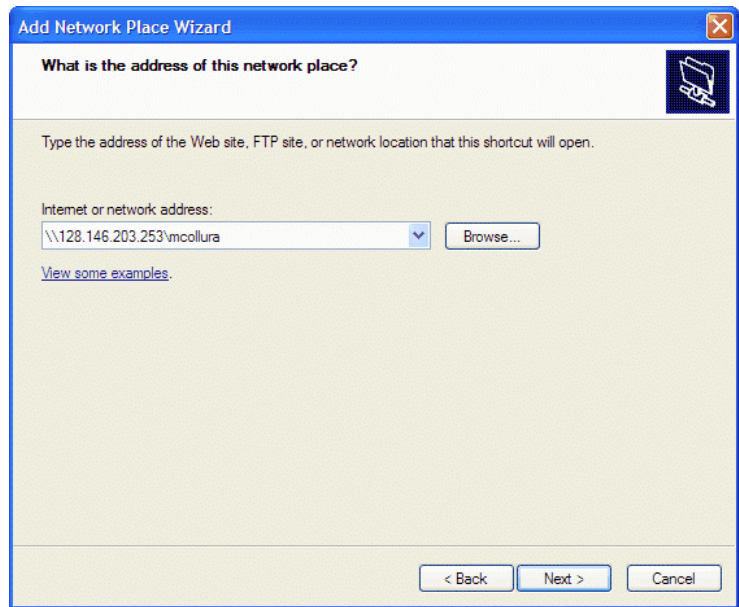 Add Network Place Wizard
What is the address of this network place?
Type the address of the Web site, FTP site, or network location that this shortcut will open.
Internet or network address:
\\128.146.203.253\mcollura
Browse...
View some examples.
< Back
Next >
Cancel